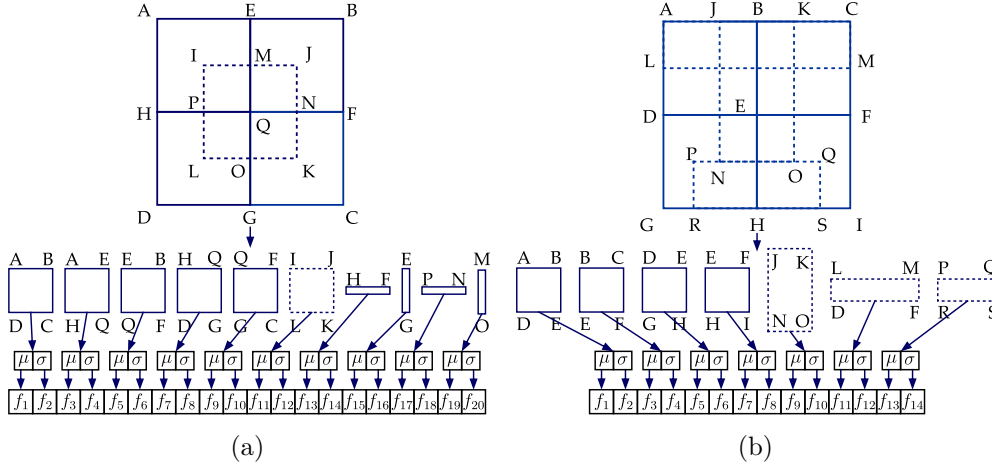 A E B
I M J
H P N F
Q
L O K
D G C
A B A E E B H Q Q F I J H F E P N M
D C H Q Q F D G G C L K G O
μ σ μ σ μ σ μ σ μ σ μ σ μ σ μ σ μ σ μ σ
f1 f2 f3 f4 f5 f6 f7 f8 f9 f10 f11 f12 f13 f14 f15 f16 f17 f18 f19 f20
(a)
A J B K C
L M
D E F
P Q
N O
G R H S I
A B B C D E E F J K L M P Q
D E E F G H H I N O D F R S
μ σ μ σ μ σ μ σ μ σ μ σ μ σ
f1 f2 f3 f4 f5 f6 f7 f8 f9 f10 f11 f12 f13 f14
(b)